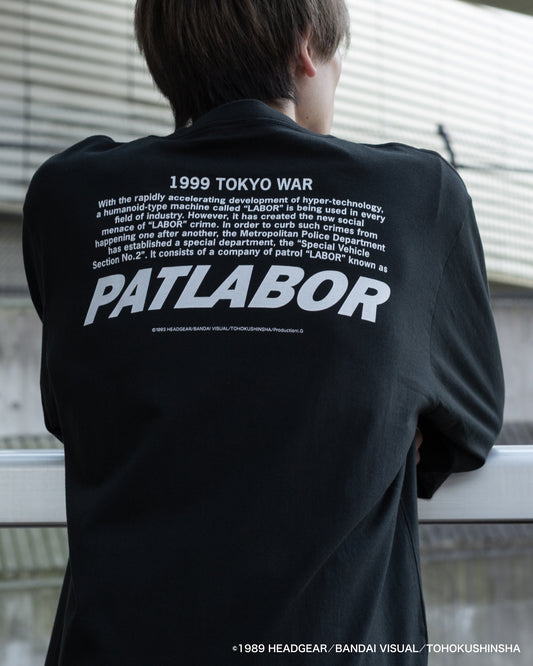 1999 TOKYO WAR
With the rapidly accelerating development of hyper-technology,
a humanoid-type machine called "LABOR" is being used in every
field of industry. However, it has created the new social
menace of "LABOR" crime. In order to curb such crimes from
happening one after another, the Metropolitan Police Department
has established a special department, the "Special Vehicle
Section No.2". It consists of a company of patrol "LABOR" known as
PATLABOR
©1993 HEADGEAR/BANDAI VISUAL/TOHOKUSHINSHA/Production I.G
©1989 HEADGEAR/BANDAI VISUAL/TOHOKUSHINSHA